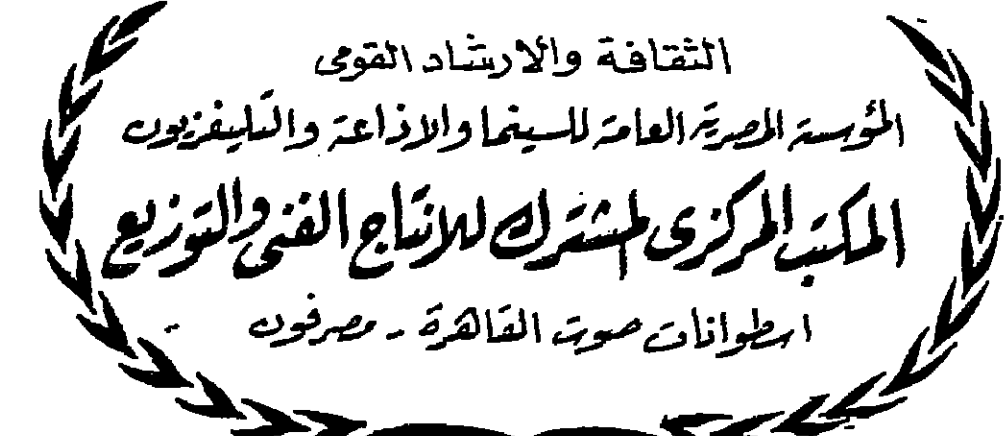 الثقافة والارشاد القومى
المؤسسة المصرية العامة للسينما والاذاعة والتليفزيون
المكتب المركزى المشترك للانتاج الفنى والتوزيع
اسطوانات صوت القاهرة - مصرفون